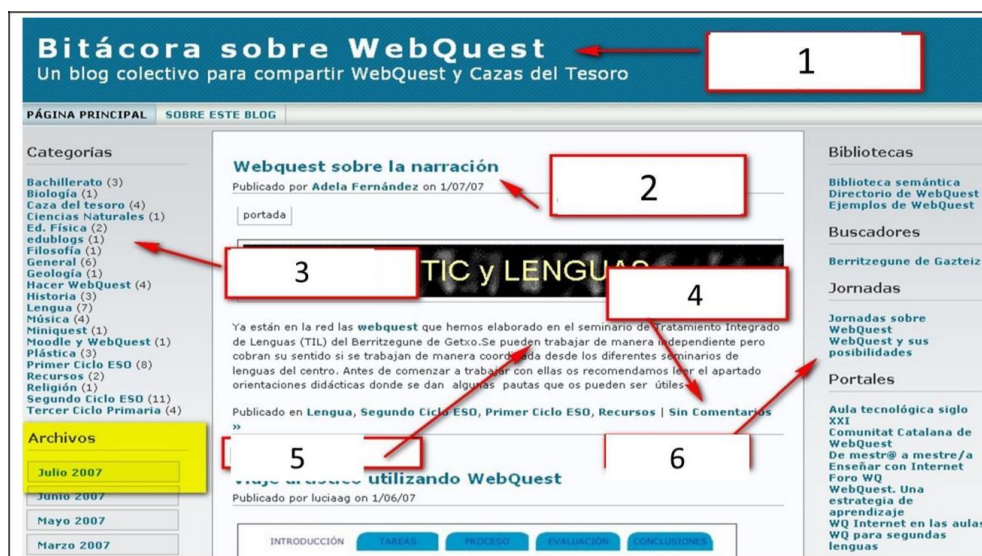 Bitácora sobre WebQuest
Un blog colectivo para compartir WebQuest y Cazas del Tesoro
1
PÁGINA PRINCIPAL SOBRE ESTE BLOG
Categorías
Bachillerato (3)
Biología (1)
Caza del tesoro (4)
Ciencias Naturales (1)
Ed. Física (2)
edublogs (1)
Filosofía (1)
General (6)
Geología (1)
Hacer WebQuest (4)
Historia (3)
Lengua (7)
Música (4)
Miniquest (1)
Moodle y WebQuest (1)
Plástica (3)
Primer Ciclo ESO (8)
Recursos (2)
Religión (1)
Segundo Ciclo ESO (11)
Tercer Ciclo Primaria (4)
3
Archivos
Julio 2007
Junio 2007
Mayo 2007
Marzo 2007
Webquest sobre la narración
2
Publicado por Adela Fernández on 1/07/07
portada
TIC y LENGUAS
4
Ya están en la red las webquest que hemos elaborado en el seminario de Tratamiento Integrado
de Lenguas (TIL) del Berritzegune de Getxo.Se pueden trabajar de manera independiente pero
cobran su sentido si se trabajan de manera coordinada desde los diferentes seminarios de
lenguas del centro. Antes de comenzar a trabajar con ellas os recomendamos leer el apartado
orientaciones didácticas donde se dan algunas pautas que os pueden ser útiles
Publicado en Lengua, Segundo Ciclo ESO, Primer Ciclo ESO, Recursos | Sin Comentarios
»
5
6
utilizando WebQuest
Publicado por luciaag on 1/06/07
INTRODUCCIÓN TAREAS PROCESO EVALUACIÓN CONCLUSIONES
Bibliotecas
Biblioteca semántica
Directorio de WebQuest
Ejemplos de WebQuest
Buscadores
Berritzegune de Gazteiz
Jornadas
Jornadas sobre
WebQuest
WebQuest y sus
posibilidades
Portales
Aula tecnológica siglo
XXI
Comunitat Catalana de
WebQuest
De mestr@ a mestre/a
Enseñar con Internet
Foro WQ
WebQuest. Una
estrategia de
aprendizaje
WQ Internet en las aulas
WQ para segundas
lenguas